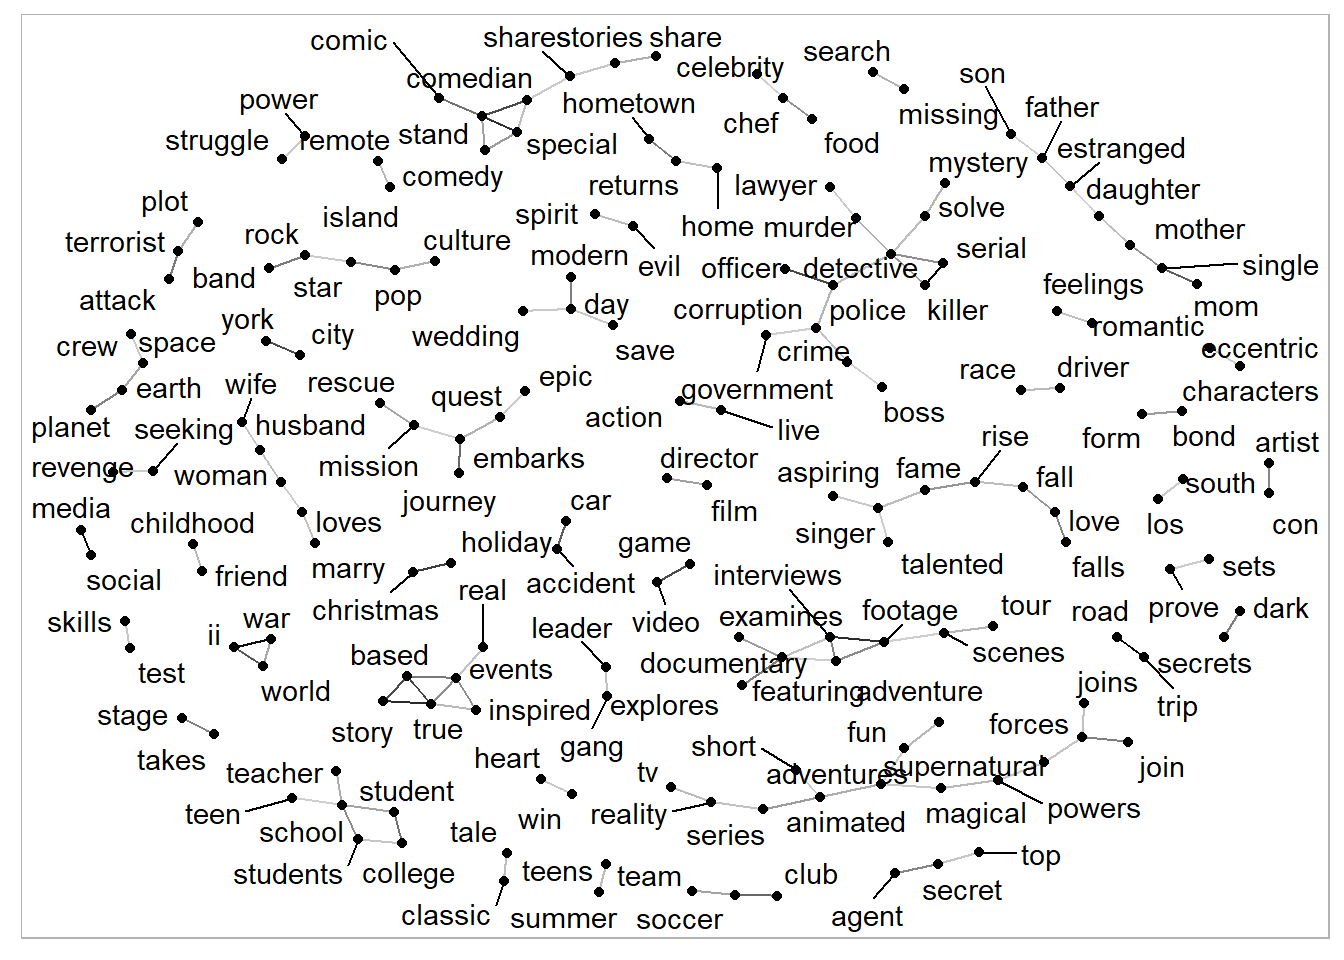 comic
sharestories share
comedian
celebrity
search
son
power
hometown
father
struggle
remote
stand
special
chef
food
missing
estranged
comedy
returns
lawyer
mystery
daughter
plot
island
spirit
home
murder
solve
mother
terrorist
rock
culture
modern
evil
officer
detective
serial
single
attack
band
star
pop
day
corruption
police
killer
feelings
mom
york
city
wedding
save
crime
romantic
crew
space
eccentric
earth
wife
rescue
quest
epic
government
race
driver
characters
planet
seeking
husband
action
live
boss
form
bond
artist
revenge
woman
mission
embarks
director
aspiring
fame
rise
fall
south
media
childhood
loves
journey
car
film
singer
love
los
con
social
friend
marry
holiday
accident
game
interviews
talented
falls
sets
skills
ii
war
christmas
real
leader
video
examines
footage
tour
road
prove
dark
test
world
based
events
documentary
scenes
secrets
stage
story
true
inspired
explores
featuring
adventure
joins
trip
takes
heart
gang
short
fun
forces
teacher
tv
adventures
supernatural
join
teen
student
win
reality
series
animated
magical
powers
school
tale
students
college
teens
team
club
secret
top
classic
summer
soccer
agent